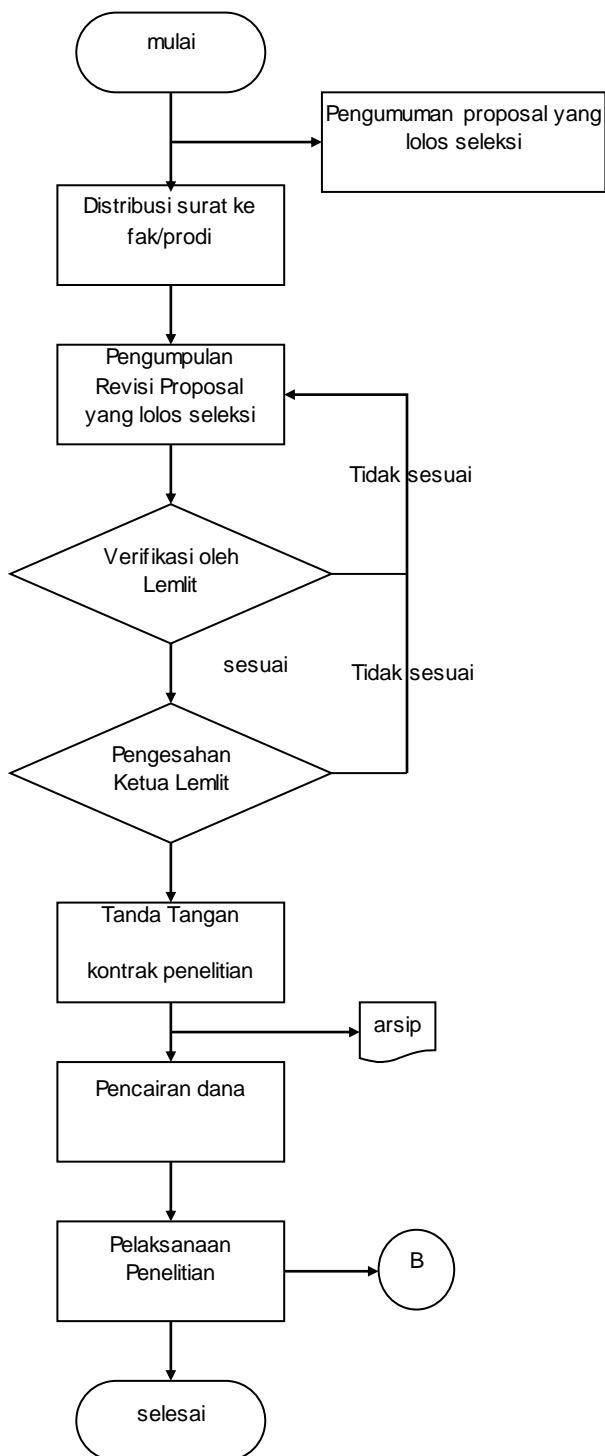 mulai
Pengumuman proposal yang
lolos seleksi
Distribusi surat ke
fak/prodi
Pengumpulan
Revisi Proposal
yang lolos seleksi
Tidak sesuai
Verifikasi oleh
Lemlit
sesuai
Tidak sesuai
Pengesahan
Ketua Lemlit
Tanda Tangan
kontrak penelitian
arsip
Pencairan dana
Pelaksanaan
Penelitian
B
selesai